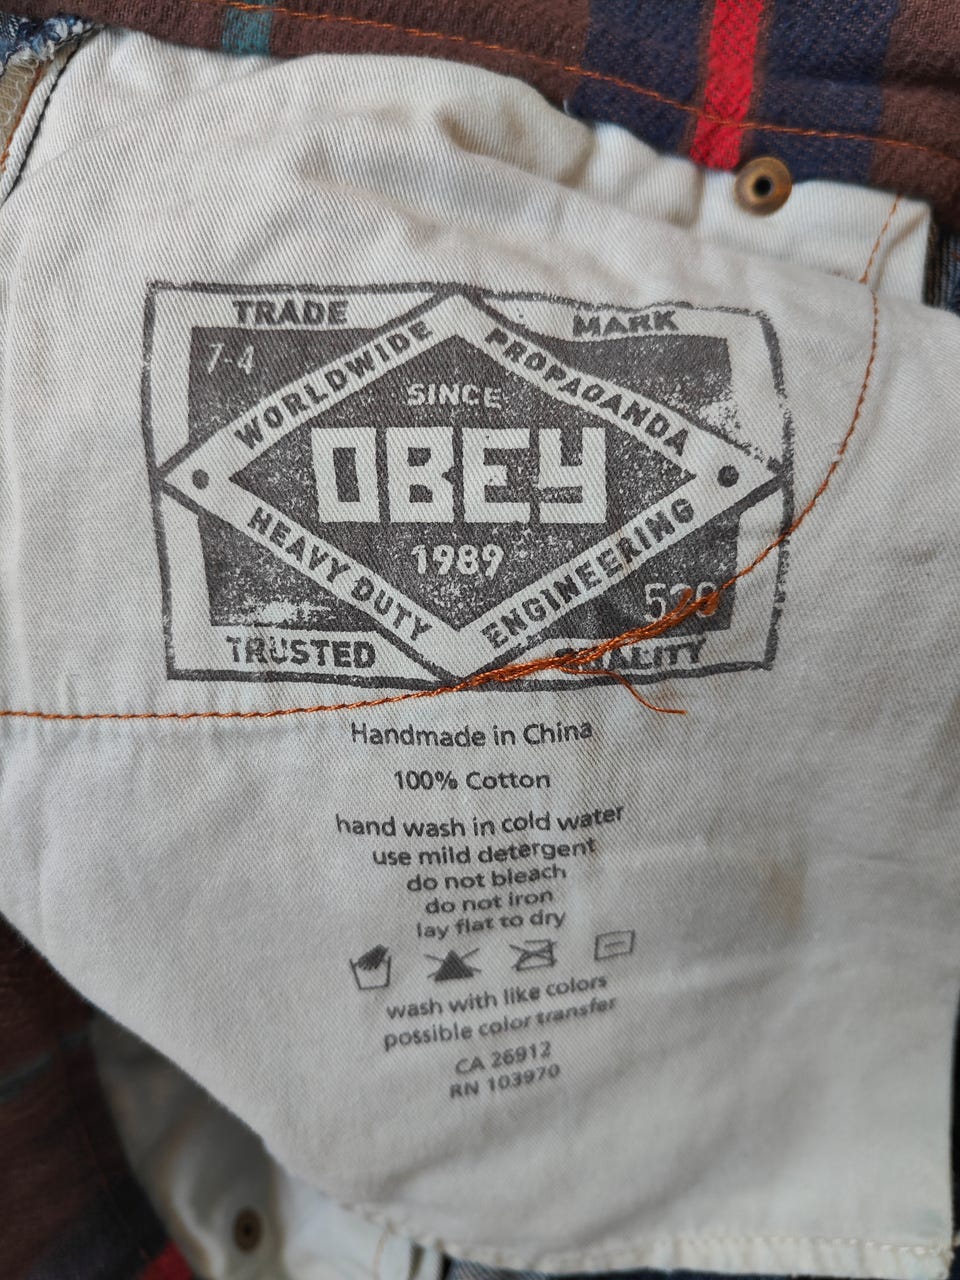 TRADE MARK
7-4
WORLDWIDE PROPAGANDA
SINCE
OBEY
1989
HEAVY DUTY ENGINEERING
TRUSTED QUALITY
Handmade in China
100% Cotton
hand wash in cold water
use mild detergent
do not bleach
do not iron
lay flat to dry
wash with like colors
possible color transfer
CA 26912
RN 103970